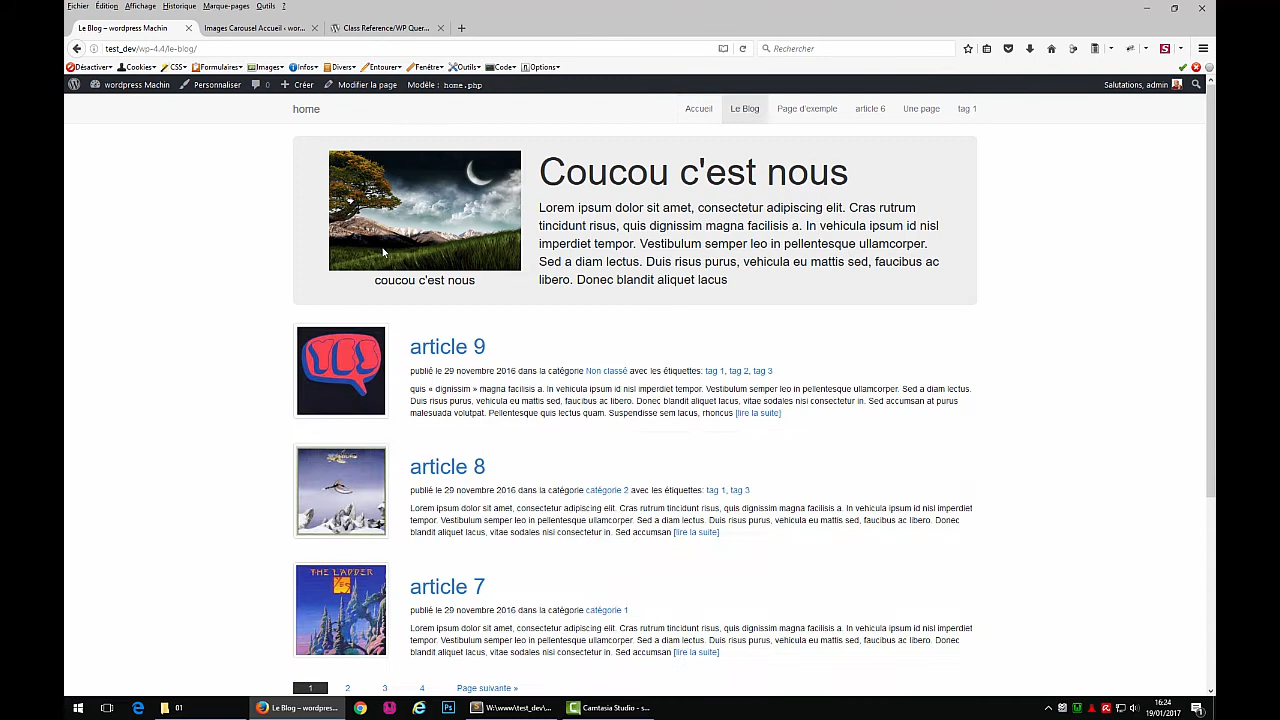 Fichier Édition Affichage Historique Marque-pages Outils ?
Le Blog – wordpress Machin Images Carousel Accueil ‹ wor... Class Reference/WP Quer...
test_dev/wp-4.4/le-blog/ Rechercher
Désactiver Cookies CSS Formulaires Images Infos Divers Entourer Fenêtre Outils Code Options
wordpress Machin Personnaliser 0 Créer Modifier la page Modèle : home.php Salutations, admin
home Accueil Le Blog Page d'exemple article 6 Une page tag 1
Coucou c'est nous
Lorem ipsum dolor sit amet, consectetur adipiscing elit. Cras rutrum
tincidunt risus, quis dignissim magna facilisis a. In vehicula ipsum id nisl
imperdiet tempor. Vestibulum semper leo in pellentesque ullamcorper.
Sed a diam lectus. Duis risus purus, vehicula eu mattis sed, faucibus ac
libero. Donec blandit aliquet lacus
coucou c'est nous
article 9
publié le 29 novembre 2016 dans la catégorie Non classé avec les étiquettes: tag 1, tag 2, tag 3
quis « dignissim » magna facilisis a. In vehicula ipsum id nisl imperdiet tempor. Vestibulum semper leo in pellentesque ullamcorper. Sed a diam lectus.
Duis risus purus, vehicula eu mattis sed, faucibus ac libero. Donec blandit aliquet lacus, vitae sodales nisi consectetur in. Sed accumsan at purus
malesuada volutpat. Pellentesque quis lectus quam. Suspendisse sem lacus, rhoncus [lire la suite]
article 8
publié le 29 novembre 2016 dans la catégorie catégorie 2 avec les étiquettes: tag 1, tag 3
Lorem ipsum dolor sit amet, consectetur adipiscing elit. Cras rutrum tincidunt risus, quis dignissim magna facilisis a. In vehicula ipsum id nisl imperdiet
tempor. Vestibulum semper leo in pellentesque ullamcorper. Sed a diam lectus. Duis risus purus, vehicula eu mattis sed, faucibus ac libero. Donec
blandit aliquet lacus, vitae sodales nisi consectetur in. Sed accumsan [lire la suite]
THE LADDER
YES
article 7
publié le 29 novembre 2016 dans la catégorie catégorie 1
Lorem ipsum dolor sit amet, consectetur adipiscing elit. Cras rutrum tincidunt risus, quis dignissim magna facilisis a. In vehicula ipsum id nisl imperdiet
tempor. Vestibulum semper leo in pellentesque ullamcorper. Sed a diam lectus. Duis risus purus, vehicula eu mattis sed, faucibus ac libero. Donec
blandit aliquet lacus, vitae sodales nisi consectetur in. Sed accumsan [lire la suite]
1 2 3 4 Page suivante »
01 Le Blog – wordpres... W:\www\test_dev\... Camtasia Studio - s... 16:24
19/01/2017